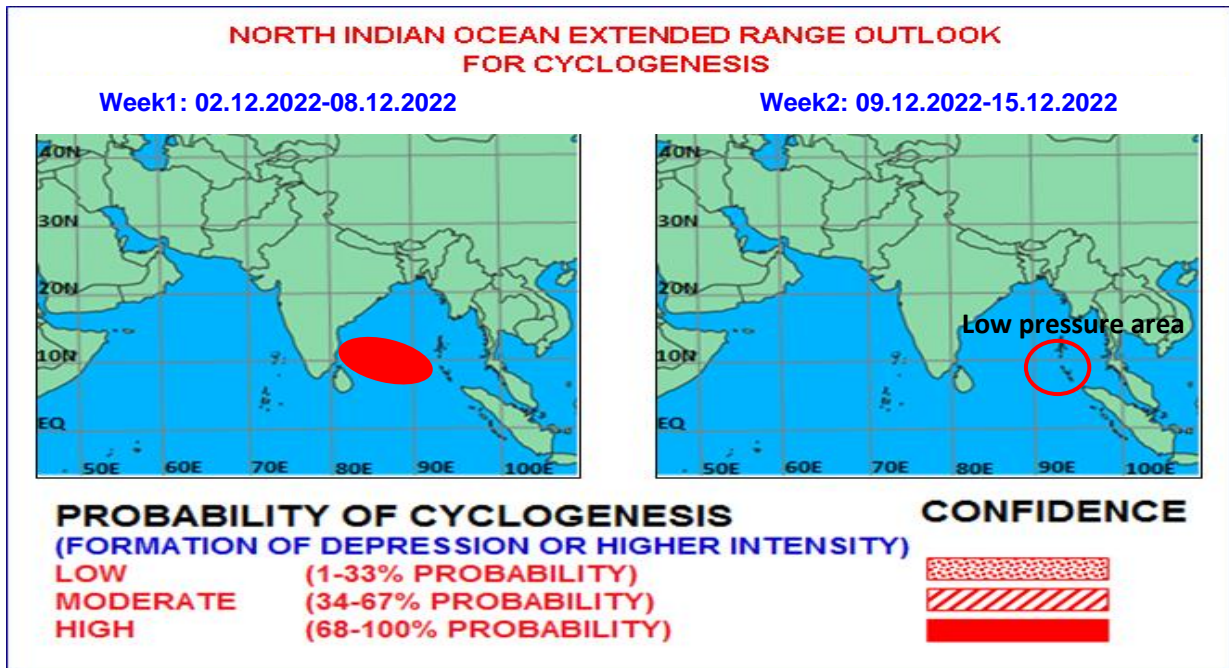 NORTH INDIAN OCEAN EXTENDED RANGE OUTLOOK
FOR CYCLOGENESIS
Week1: 02.12.2022-08.12.2022
40N
30N
20N
10N
EQ
50E 60E 70E 80E 90E 100E
Week2: 09.12.2022-15.12.2022
40N
30N
20N
Low pressure area
10N
EQ
50E 60E 70E 80E 90E 100E
PROBABILITY OF CYCLOGENESIS
(FORMATION OF DEPRESSION OR HIGHER INTENSITY)
LOW (1-33% PROBABILITY)
MODERATE (34-67% PROBABILITY)
HIGH (68-100% PROBABILITY)
CONFIDENCE